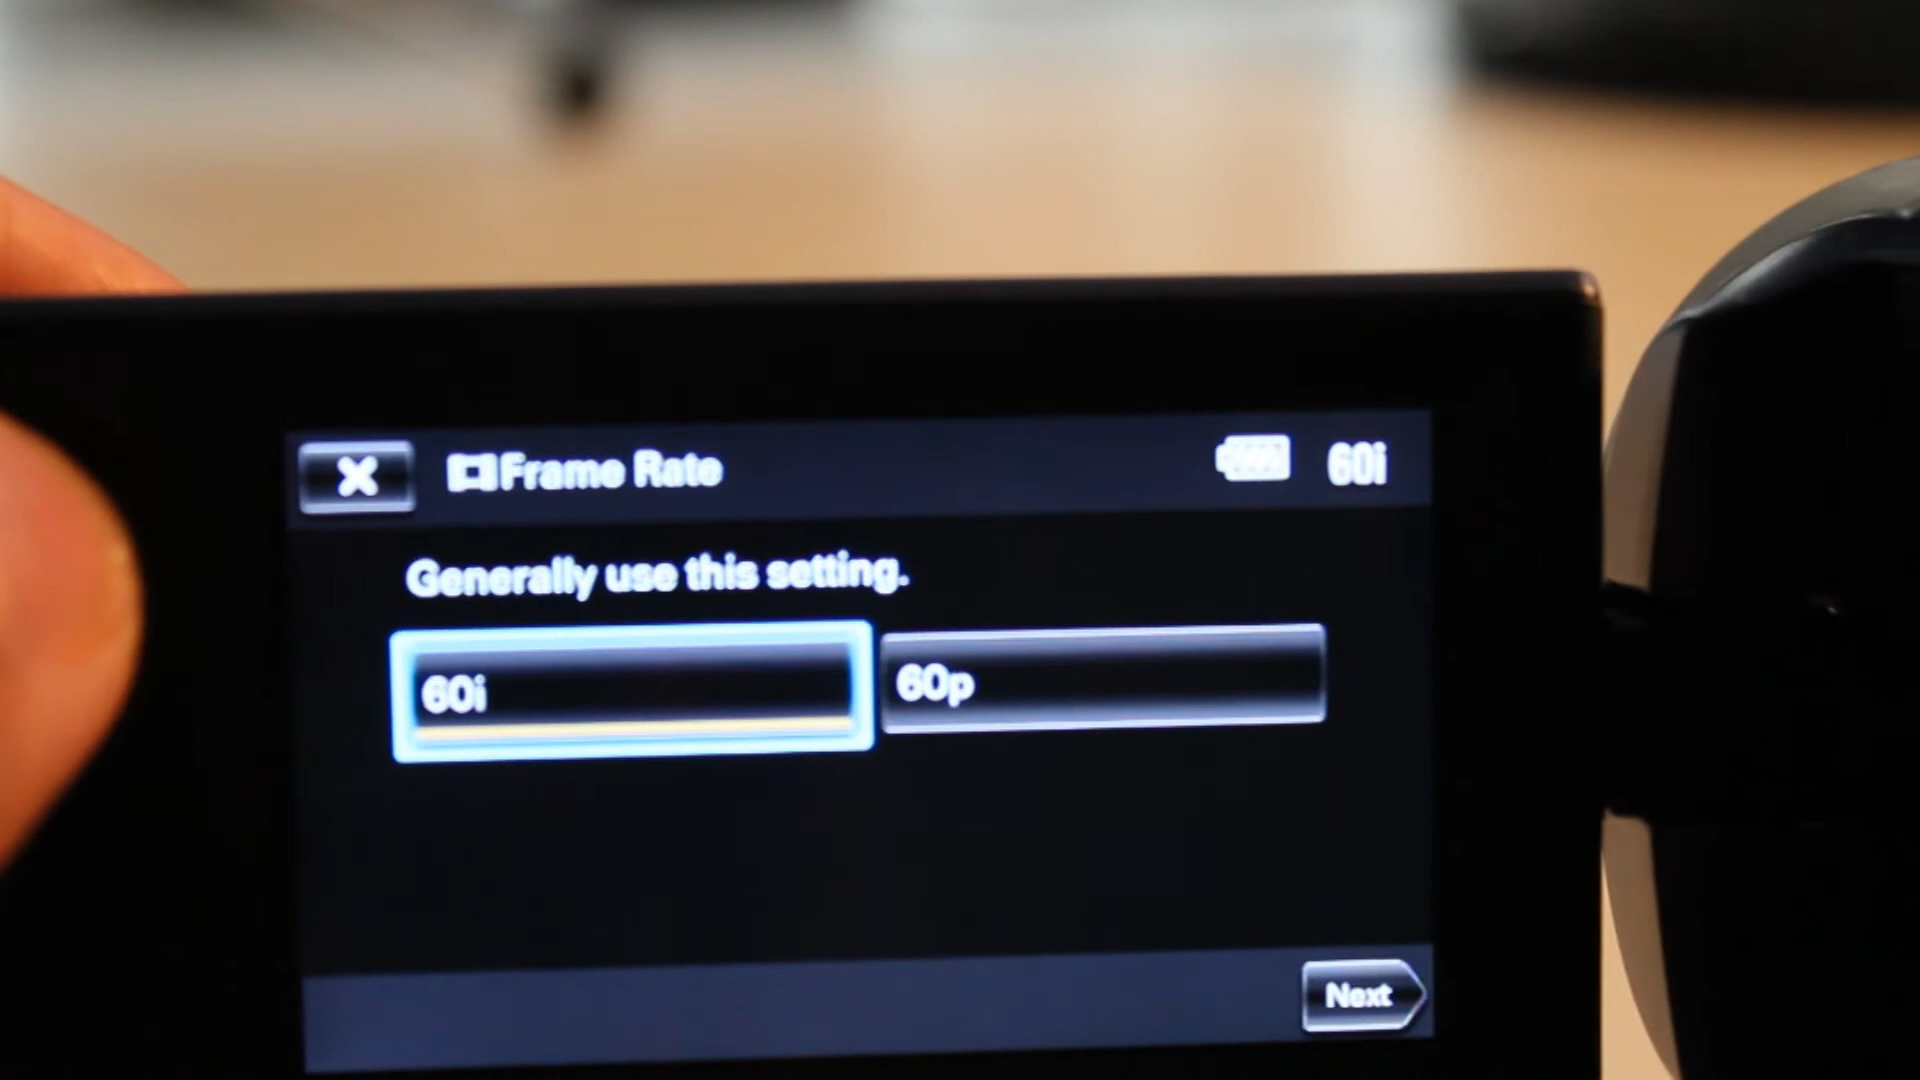 Frame Rate
60i
Generally use this setting.
60i
60p
Next